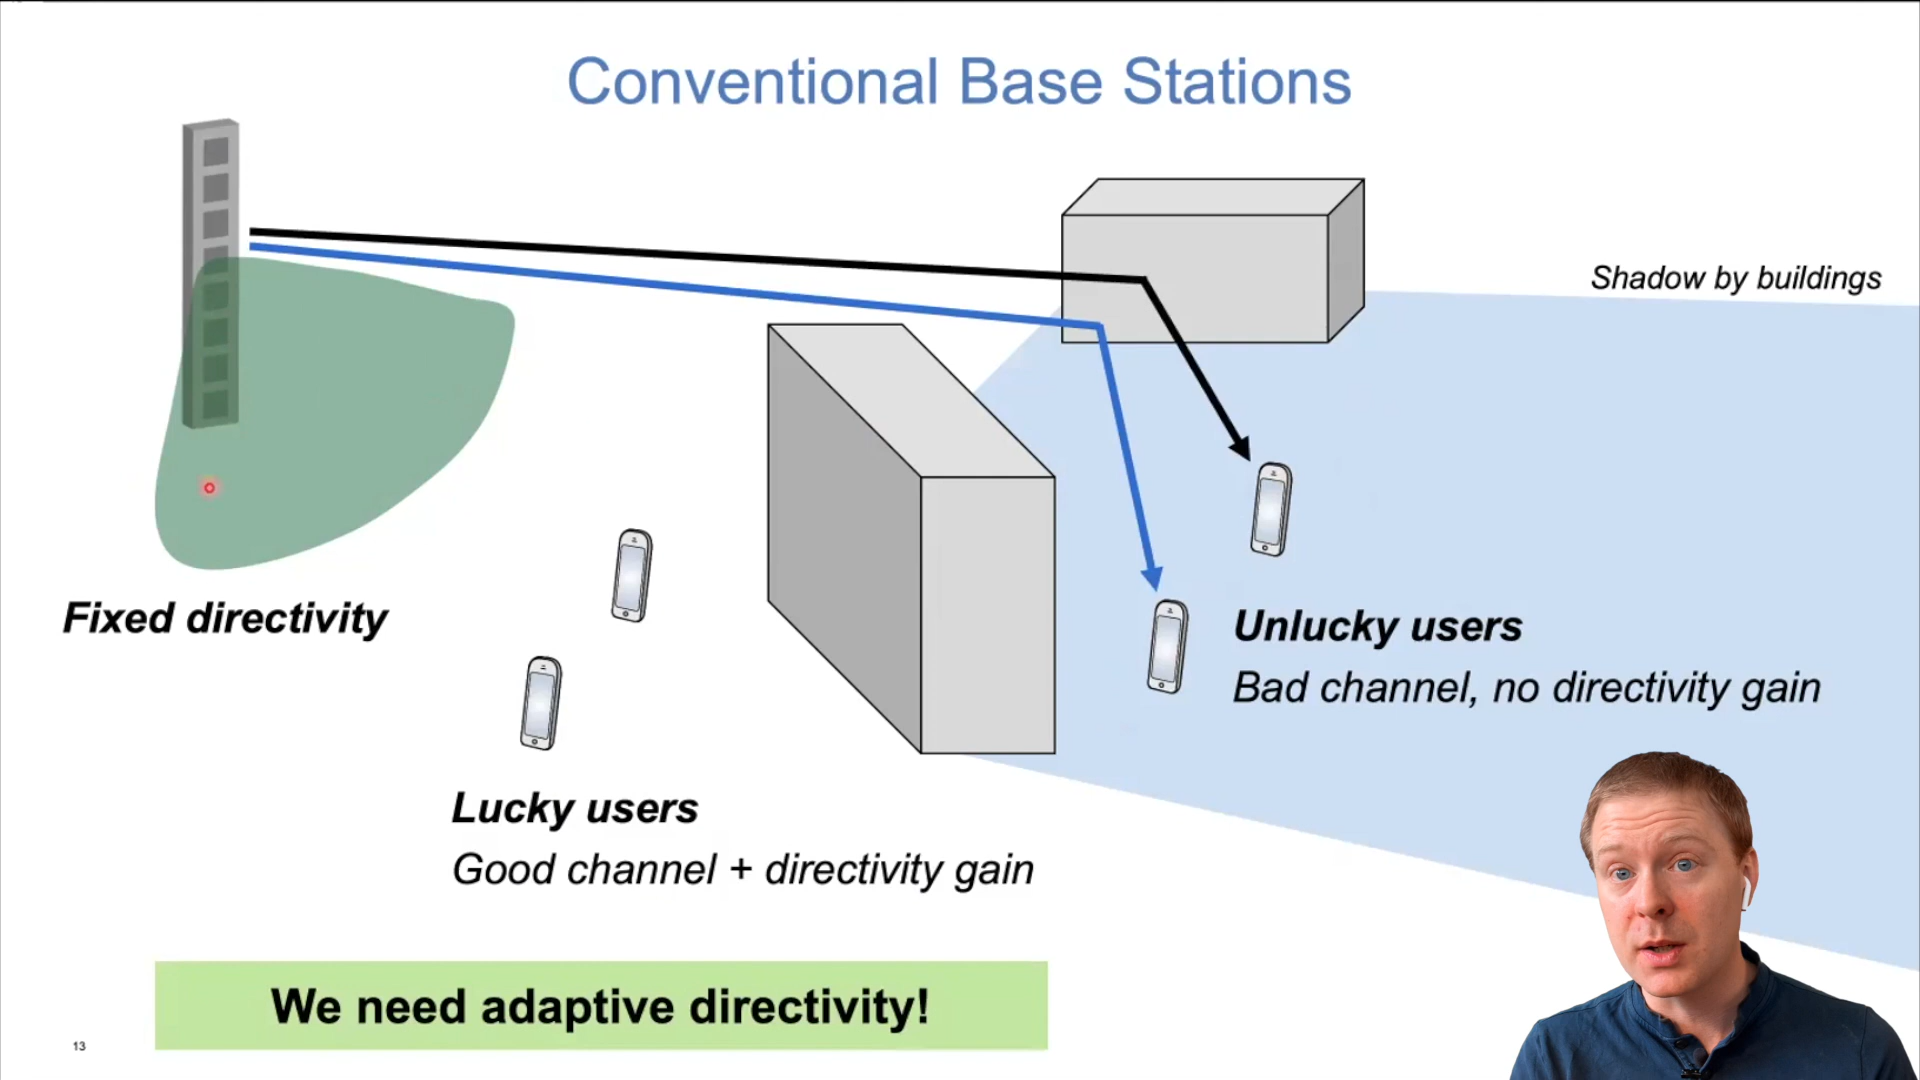 Conventional Base Stations
Shadow by buildings
Fixed directivity
Unlucky users
Bad channel, no directivity gain
Lucky users
Good channel + directivity gain
We need adaptive directivity!
13